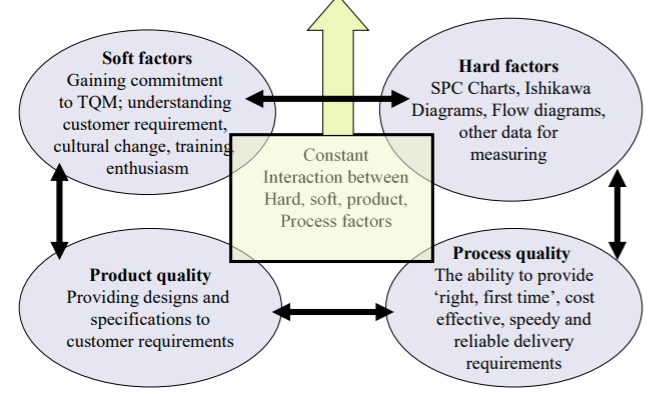 Soft factors
Gaining commitment
to TQM; understanding
customer requirement,
cultural change, training,
enthusiasm
Hard factors
SPC Charts, Ishikawa
Diagrams, Flow diagrams,
other data for
measuring
Constant
Interaction between
Hard, soft, product,
Process factors
Product quality
Providing designs and
specifications to
customer requirements
Process quality
The ability to provide
‘right, first time’, cost
effective, speedy and
reliable delivery
requirements